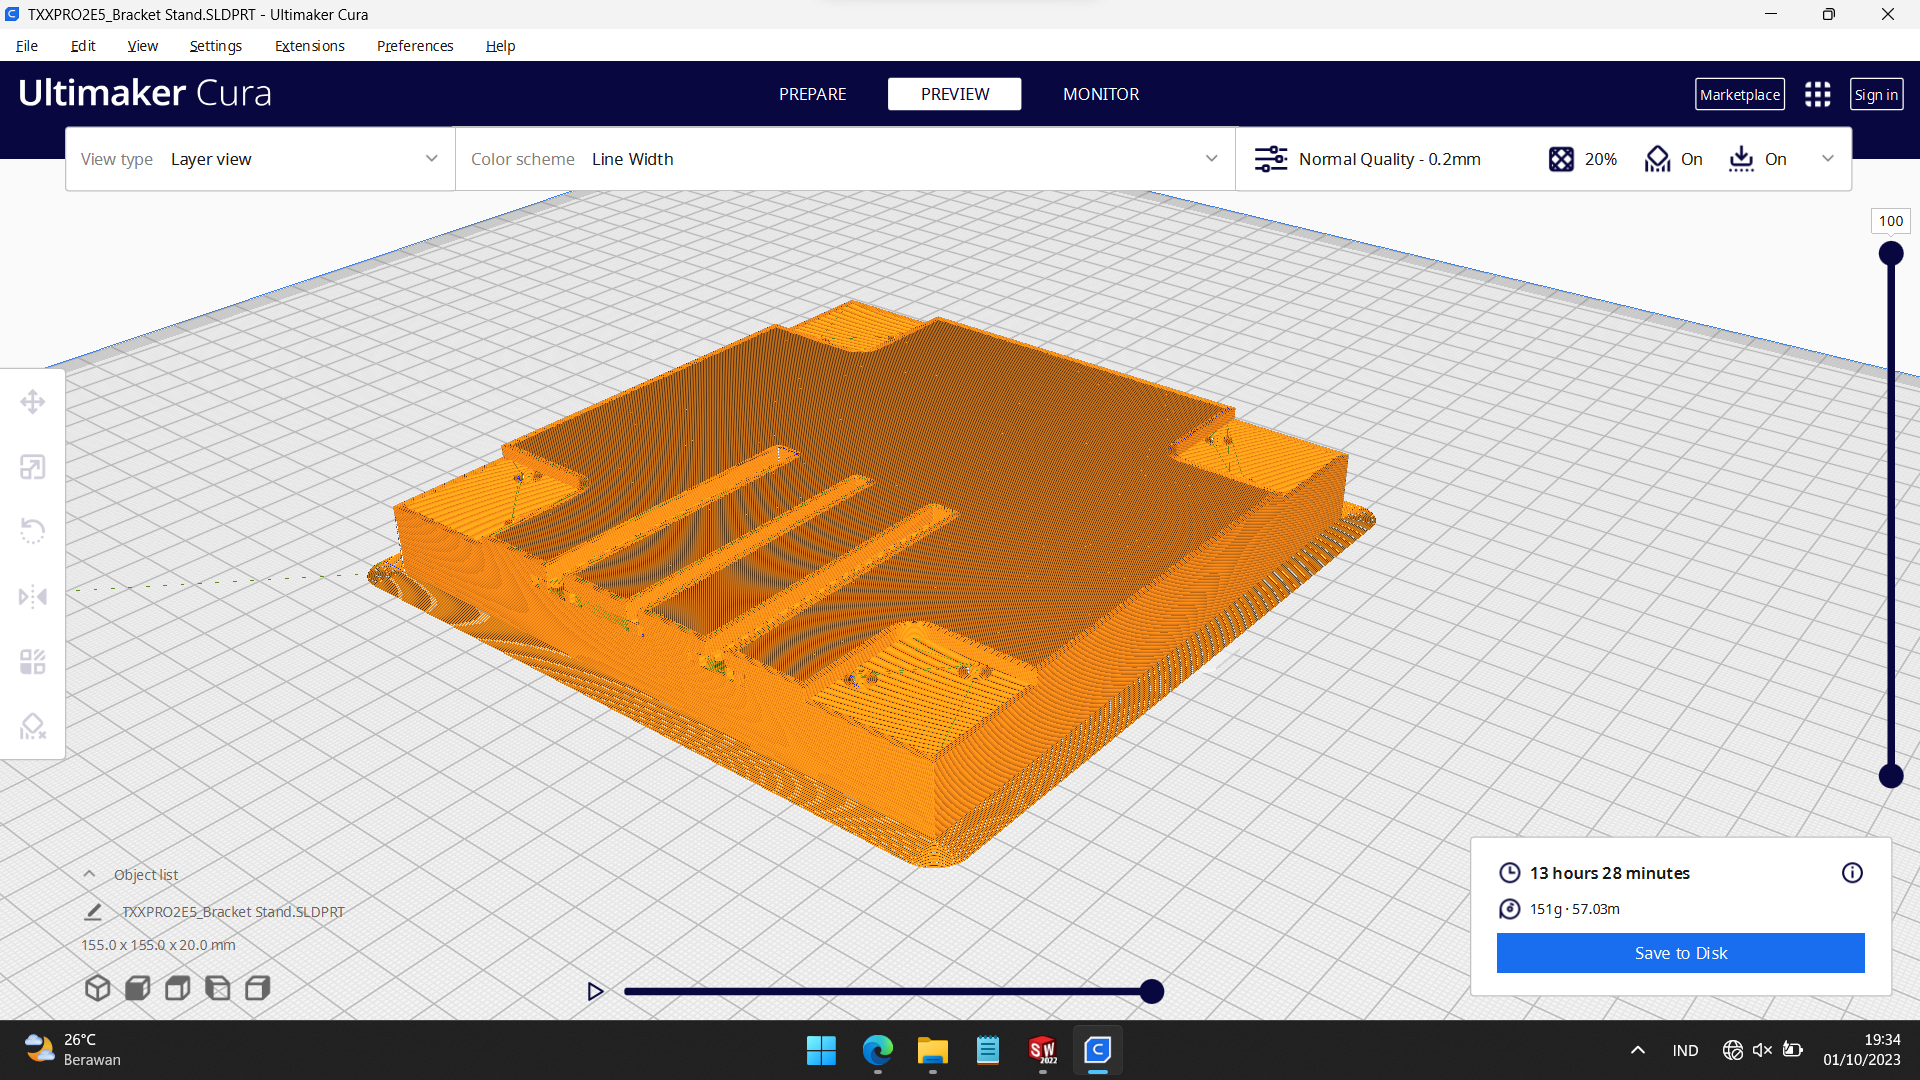 TXXPRO2E5_Bracket Stand.SLDPRT - Ultimaker Cura
File Edit View Settings Extensions Preferences Help
Ultimaker Cura PREPARE PREVIEW MONITOR Marketplace Sign in
View type Layer view Color scheme Line Width Normal Quality - 0.2mm 20% On On
100
13 hours 28 minutes
151g · 57.03m
Save to Disk
Object list
TXXPRO2E5_Bracket Stand.SLDPRT
155.0 x 155.0 x 20.0 mm
26°C
Berawan
SW
2022
IND
19:34
01/10/2023